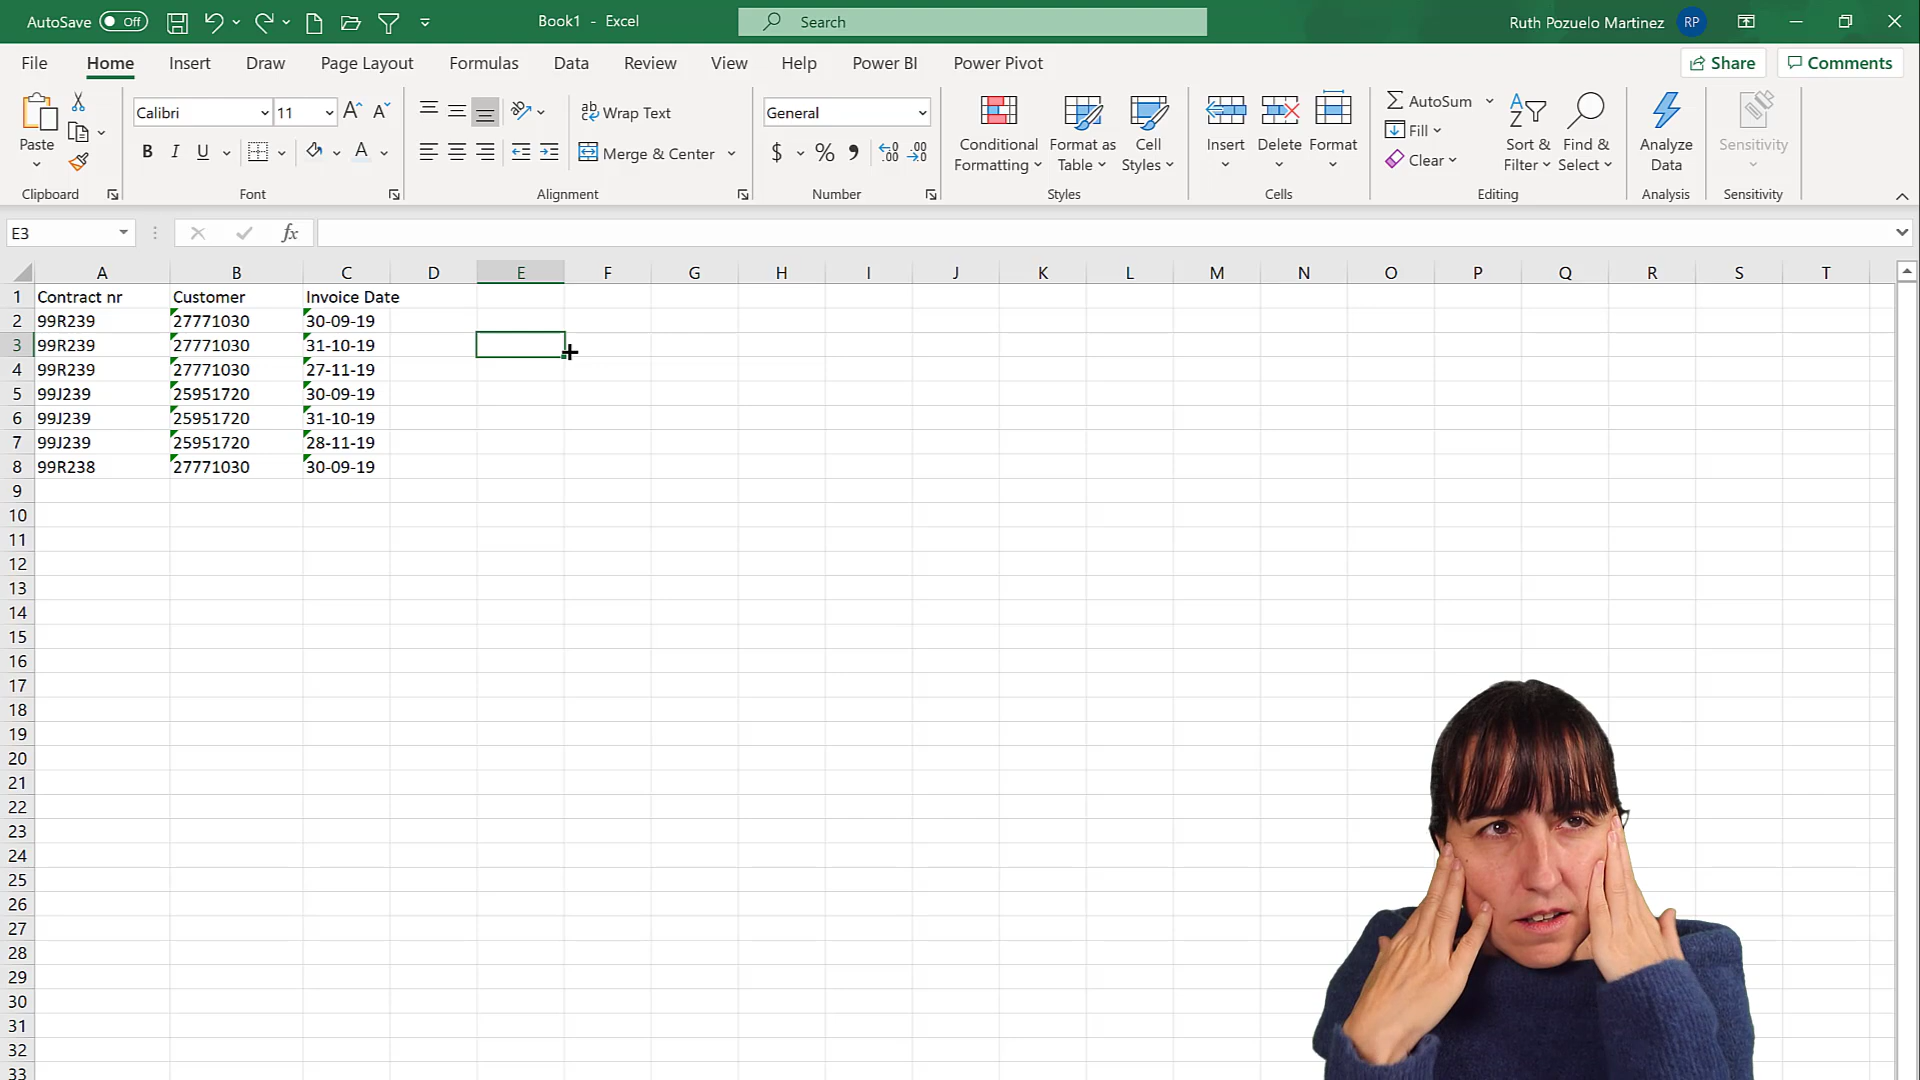 AutoSave Off Book1 - Excel Search Ruth Pozuelo Martinez RP
File Home Insert Draw Page Layout Formulas Data Review View Help Power BI Power Pivot Share Comments
Calibri 11 A A Wrap Text General AutoSum
Fill
Paste B I U A Merge & Center $ % Conditional Formatting Format as Table Cell Styles Insert Delete Format Clear Sort & Filter Find & Select Analyze Data Sensitivity
Clipboard Font Alignment Number Styles Cells Editing Analysis Sensitivity
E3 fx
A B C D E F G H I J K L M N O P Q R S T
1 Contract nr Customer Invoice Date
2 99R239 27771030 30-09-19
3 99R239 27771030 31-10-19
4 99R239 27771030 27-11-19
5 99J239 25951720 30-09-19
6 99J239 25951720 31-10-19
7 99J239 25951720 28-11-19
8 99R238 27771030 30-09-19
9
10
11
12
13
14
15
16
17
18
19
20
21
22
23
24
25
26
27
28
29
30
31
32
33